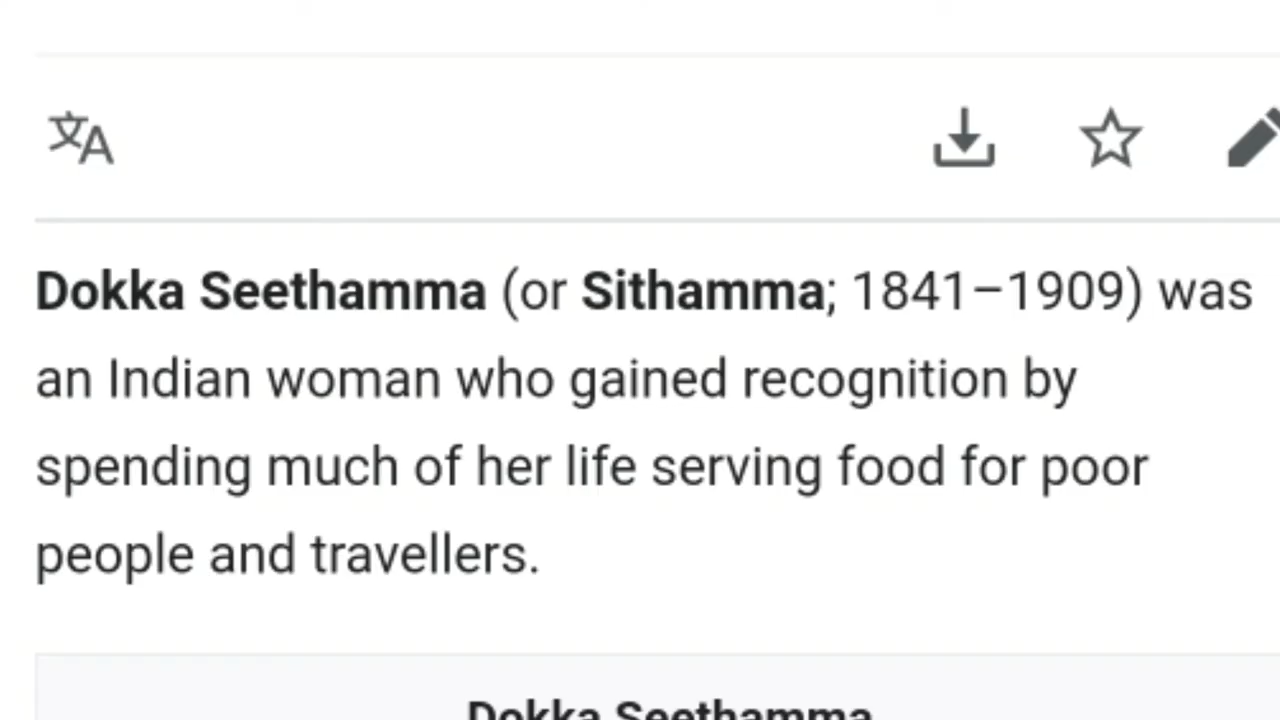 Dokka Seethamma (or Sithamma; 1841–1909) was
an Indian woman who gained recognition by
spending much of her life serving food for poor
people and travellers.
Dokka Seethamma